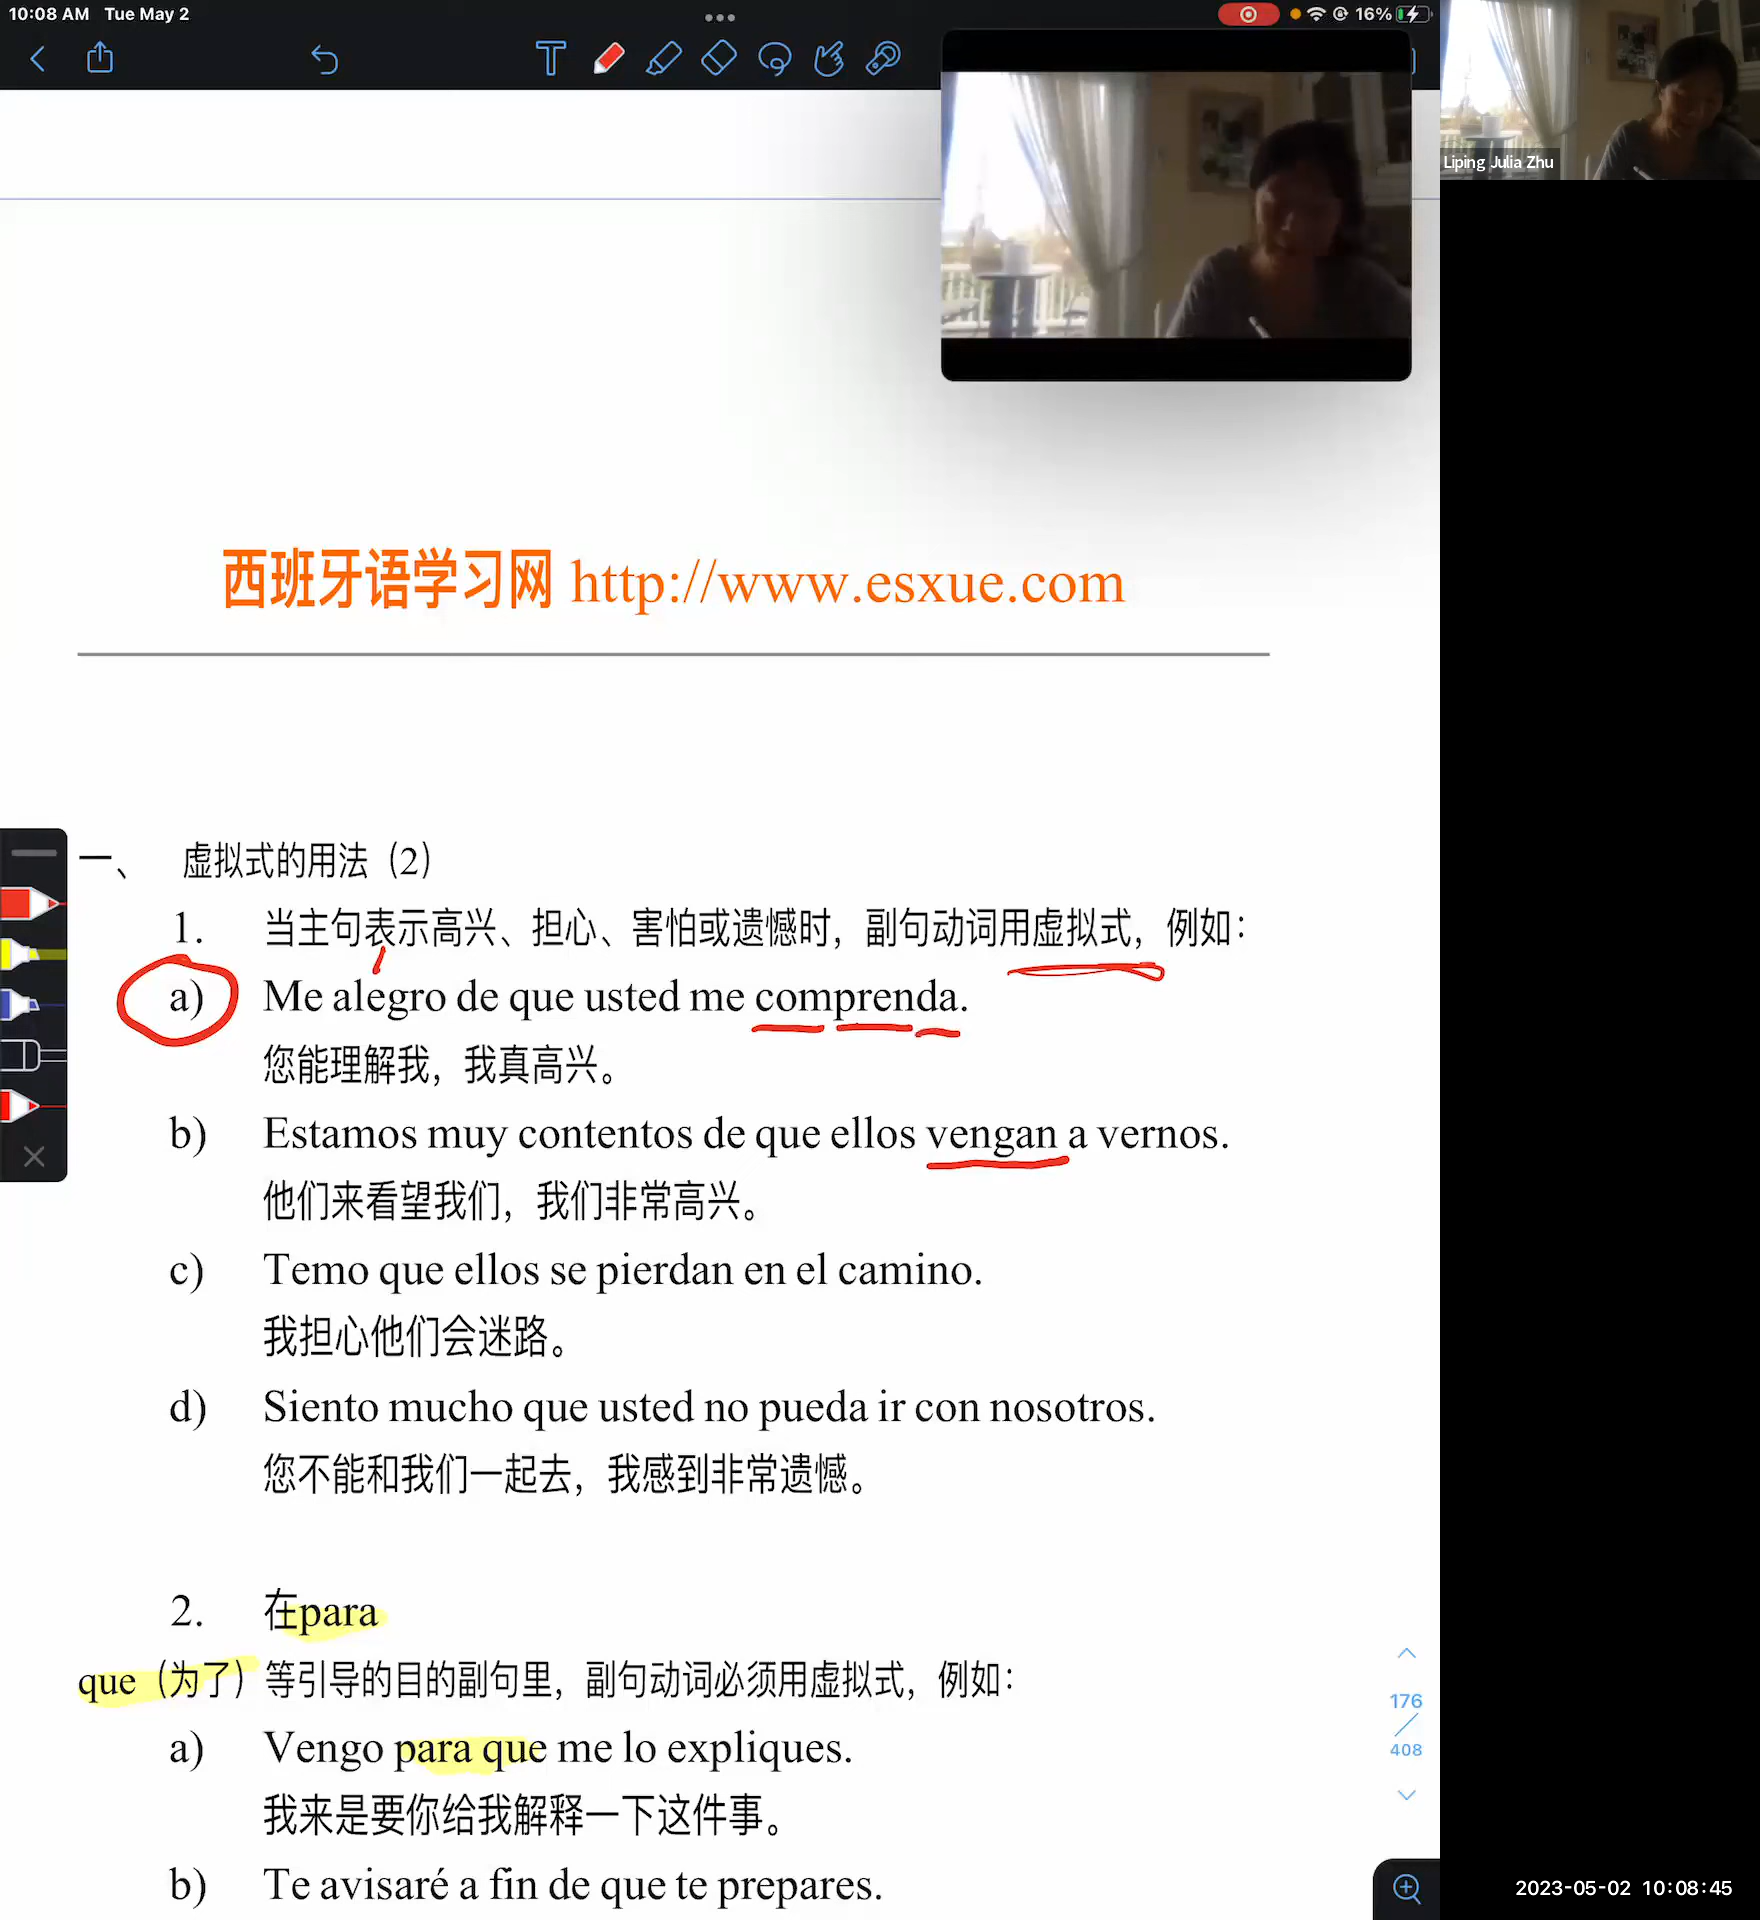 10:08 AM Tue May 2
16%
Liping Julia Zhu
西班牙语学习网 http://www.esxue.com
一、 虚拟式的用法（2）
1. 当主句表示高兴、担心、害怕或遗憾时，副句动词用虚拟式，例如：
a) Me alegro de que usted me comprenda.
您能理解我，我真高兴。
b) Estamos muy contentos de que ellos vengan a vernos.
他们来看望我们，我们非常高兴。
c) Temo que ellos se pierdan en el camino.
我担心他们会迷路。
d) Siento mucho que usted no pueda ir con nosotros.
您不能和我们一起去，我感到非常遗憾。
2. 在para
que（为了）等引导的目的副句里，副句动词必须用虚拟式，例如：
a) Vengo para que me lo expliques.
我来是要你给我解释一下这件事。
b) Te avisaré a fin de que te prepares.
176
408
2023-05-02 10:08:45